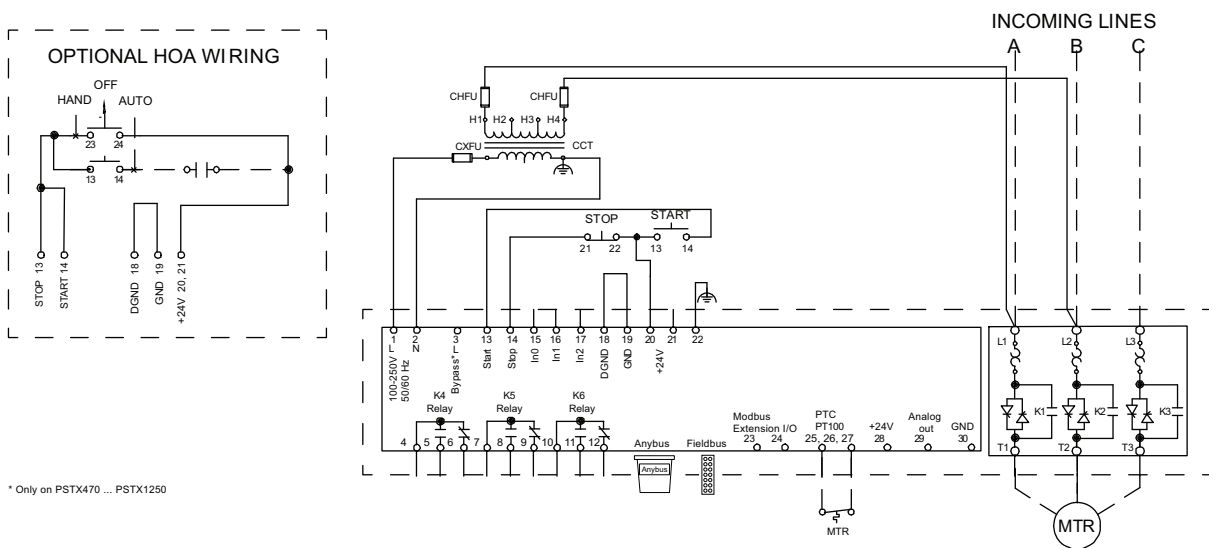 INCOMING LINES
A B C
OPTIONAL HOA WIRING
OFF
HAND AUTO
23 24
13 14
STOP 13
START 14
DGND 18
GND 19
+24V 20, 21
CHFU CHFU
H1 H2 H3 H4
CXFU CCT
STOP START
21 22 13 14
1 2 3 13 14 15 16 17 18 19 20 21 22
L N L
100-250V
50/60 Hz
Bypass*
Start
Stop
In0
In1
In2
DGND
GND
+24V
K4 K5 K6
Relay Relay Relay
4 5 6 7 8 9 10 11 12
Anybus Fieldbus
Anybus
Modbus
Extension I/O
23 24
PTC
PT100
25, 26, 27
+24V
28
Analog
out
29
GND
30
L1 L2 L3
K1 K2 K3
T1 T2 T3
MTR
MTR
* Only on PSTX470 ... PSTX1250